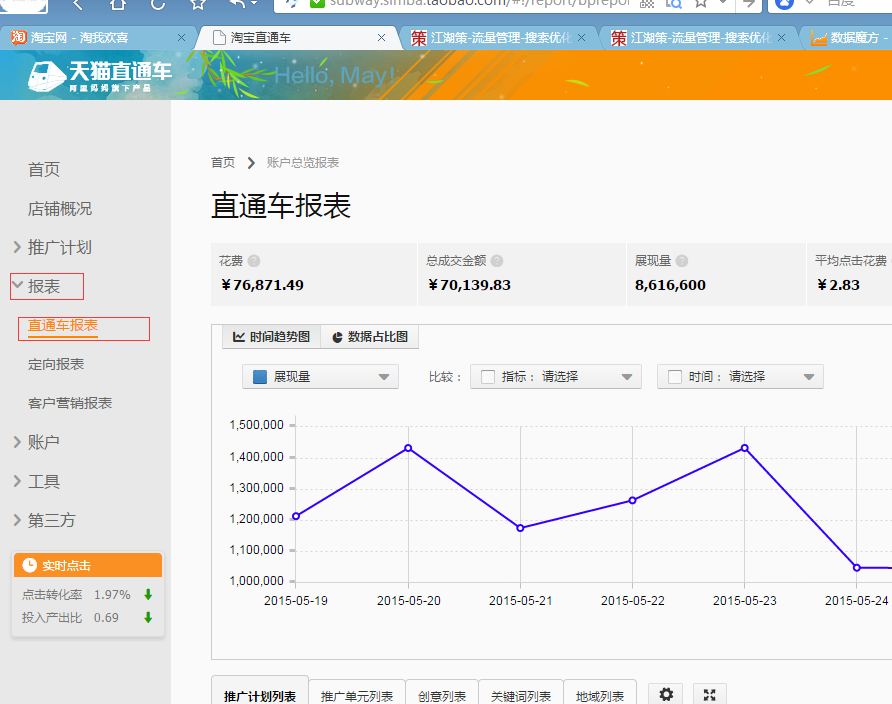 subway.simba.taobao.com/#!/report/bprepor
百度
淘宝网 - 淘我欢喜
淘宝直通车
江湖策-流量管理-搜索优化
江湖策-流量管理-搜索优化
数据魔方 -
天猫直通车
阿里妈妈旗下产品
Hello, May!
首页
店铺概况
推广计划
报表
直通车报表
定向报表
客户营销报表
账户
工具
第三方
实时点击
点击转化率 1.97%
投入产出比 0.69
首页 账户总览报表
直通车报表
花费 ?
¥76,871.49
总成交金额 ?
¥70,139.83
展现量 ?
8,616,600
平均点击花费
¥2.83
时间趋势图 数据占比图
展现量 比较： 指标： 请选择 时间： 请选择
1,500,000
1,400,000
1,300,000
1,200,000
1,100,000
1,000,000
2015-05-19 2015-05-20 2015-05-21 2015-05-22 2015-05-23 2015-05-24
推广计划列表 推广单元列表 创意列表 关键词列表 地域列表